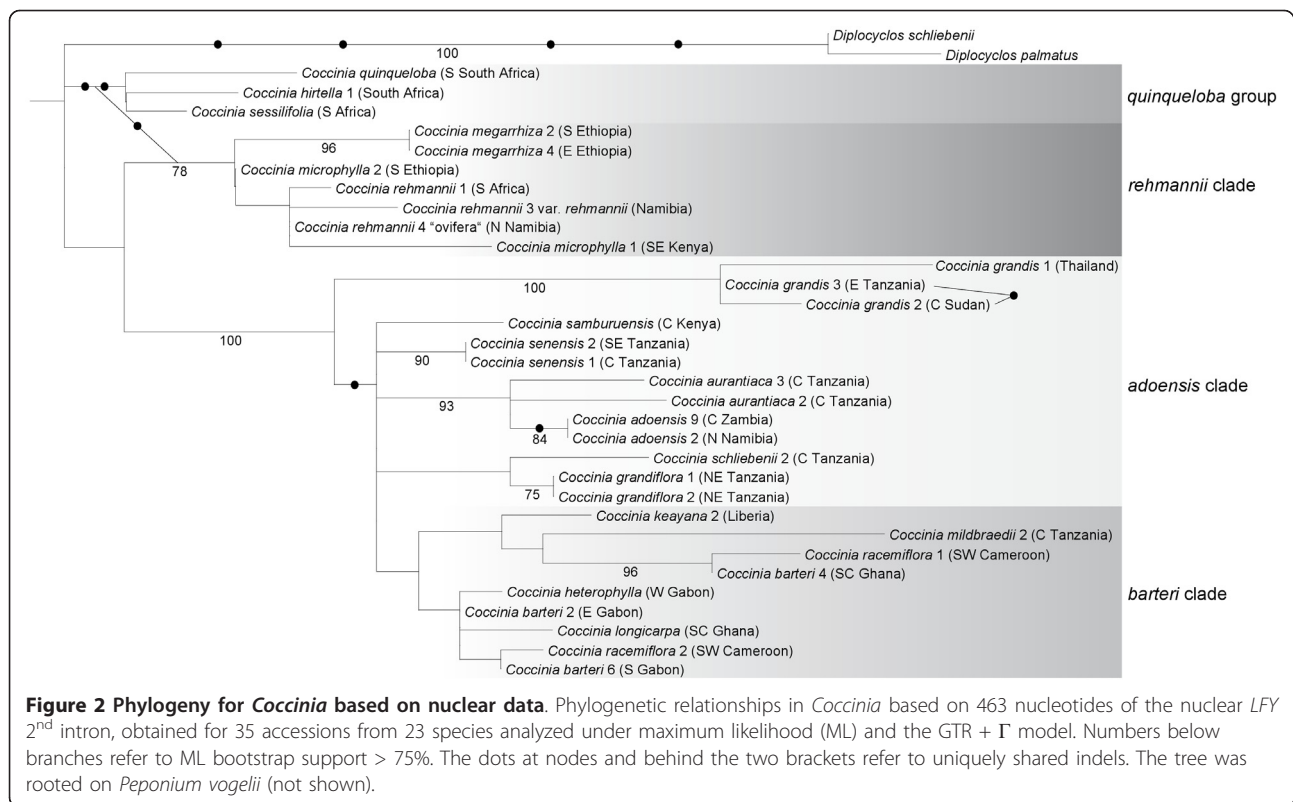 Diplocyclos schliebenii
100
Diplocyclos palmatus
Coccinia quinqueloba (S South Africa)
Coccinia hirtella 1 (South Africa)
quinqueloba group
Coccinia sessilifolia (S Africa)
Coccinia megarrhiza 2 (S Ethiopia)
96
Coccinia megarrhiza 4 (E Ethiopia)
78
Coccinia microphylla 2 (S Ethiopia)
Coccinia rehmannii 1 (S Africa)
rehmannii clade
Coccinia rehmannii 3 var. rehmannii (Namibia)
Coccinia rehmannii 4 "ovifera" (N Namibia)
Coccinia microphylla 1 (SE Kenya)
Coccinia grandis 1 (Thailand)
100
Coccinia grandis 3 (E Tanzania)
Coccinia grandis 2 (C Sudan)
100
Coccinia samburuensis (C Kenya)
Coccinia senensis 2 (SE Tanzania)
90
Coccinia senensis 1 (C Tanzania)
Coccinia aurantiaca 3 (C Tanzania)
adoensis clade
93
Coccinia aurantiaca 2 (C Tanzania)
Coccinia adoensis 9 (C Zambia)
84
Coccinia adoensis 2 (N Namibia)
Coccinia schliebenii 2 (C Tanzania)
Coccinia grandiflora 1 (NE Tanzania)
75
Coccinia grandiflora 2 (NE Tanzania)
Coccinia keayana 2 (Liberia)
Coccinia mildbraedii 2 (C Tanzania)
Coccinia racemiflora 1 (SW Cameroon)
96
Coccinia barteri 4 (SC Ghana)
barteri clade
Coccinia heterophylla (W Gabon)
Coccinia barteri 2 (E Gabon)
Coccinia longicarpa (SC Ghana)
Coccinia racemiflora 2 (SW Cameroon)
Coccinia barteri 6 (S Gabon)
Figure 2 Phylogeny for Coccinia based on nuclear data. Phylogenetic relationships in Coccinia based on 463 nucleotides of the nuclear LFY
2nd intron, obtained for 35 accessions from 23 species analyzed under maximum likelihood (ML) and the GTR + Γ model. Numbers below
branches refer to ML bootstrap support > 75%. The dots at nodes and behind the two brackets refer to uniquely shared indels. The tree was
rooted on Peponium vogelii (not shown).